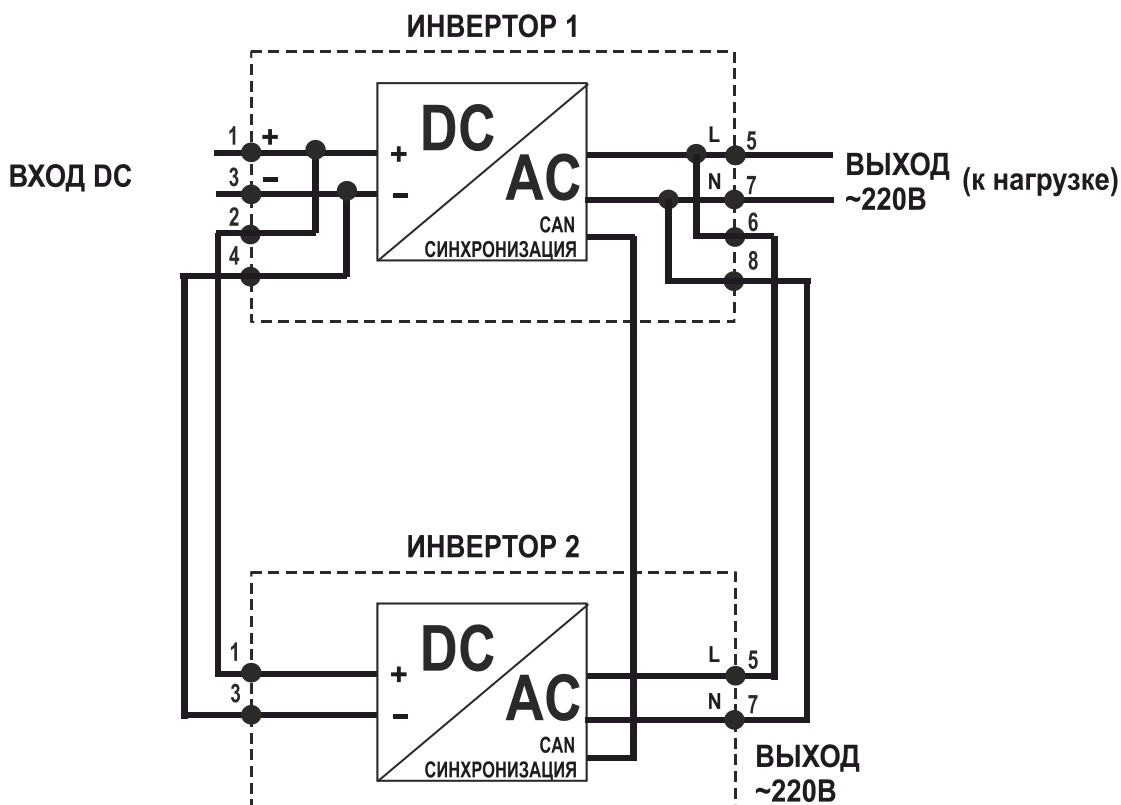 ИНВЕРТОР 1
DC
AC
CAN
СИНХРОНИЗАЦИЯ
1 +
3 −
2
4
+
−
L 5
N 7
6
8
ВХОД DC
ВЫХОД
~220В
(к нагрузке)
ИНВЕРТОР 2
DC
AC
CAN
СИНХРОНИЗАЦИЯ
1
3
+
−
L 5
N 7
ВЫХОД
~220В